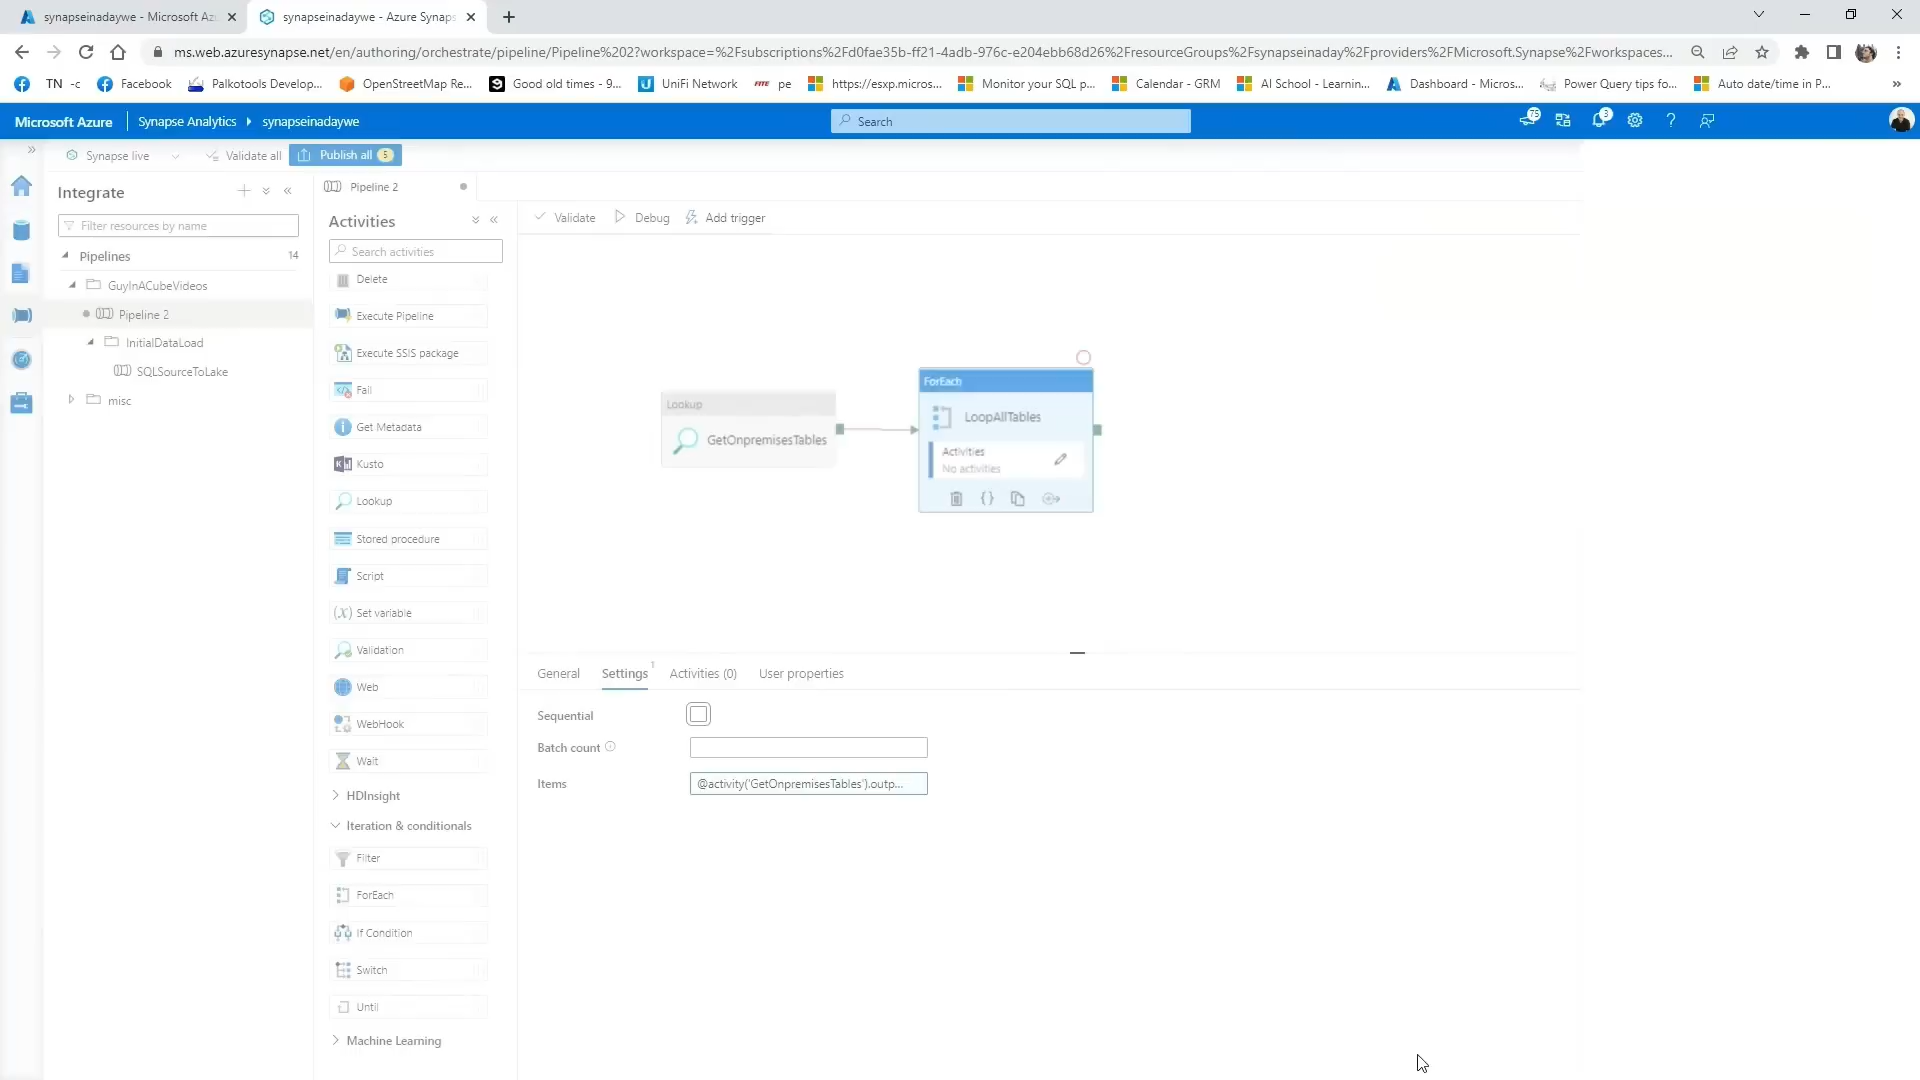 synapseinadaywe - Microsoft Az
synapseinadaywe - Azure Synaps
ms.web.azuresynapse.net/en/authoring/orchestrate/pipeline/Pipeline%202?workspace=%2Fsubscriptions%2Fd0fae35b-ff21-4adb-976c-e204ebb68d26%2FresourceGroups%2Fsynapseinaday%2Fproviders%2FMicrosoft.Synapse%2Fworkspaces...
TN -c
Facebook
Palkotools Develop...
OpenStreetMap Re...
Good old times - 9...
UniFi Network
FITE pe
https://esxp.micros...
Monitor your SQL p...
Calendar - GRM
AI School - Learnin...
Dashboard - Micros...
Power Query tips fo...
Auto date/time in P...
»
Microsoft Azure
Synapse Analytics
synapseinadaywe
Search
75
3
Synapse live
Validate all
Publish all 5
Integrate
Filter resources by name
Pipelines 14
GuyInACubeVideos
Pipeline 2
InitialDataLoad
SQLSourceToLake
misc
Pipeline 2
Activities
Search activities
Delete
Execute Pipeline
Execute SSIS package
Fail
Get Metadata
Kusto
Lookup
Stored procedure
Script
Set variable
Validation
Web
WebHook
Wait
HDInsight
Iteration & conditionals
Filter
ForEach
If Condition
Switch
Until
Machine Learning
Validate
Debug
Add trigger
Lookup
GetOnpremisesTables
ForEach
LoopAllTables
Activities
No activities
General
Settings 1
Activities (0)
User properties
Sequential
Batch count
Items
@activity('GetOnpremisesTables').outp...